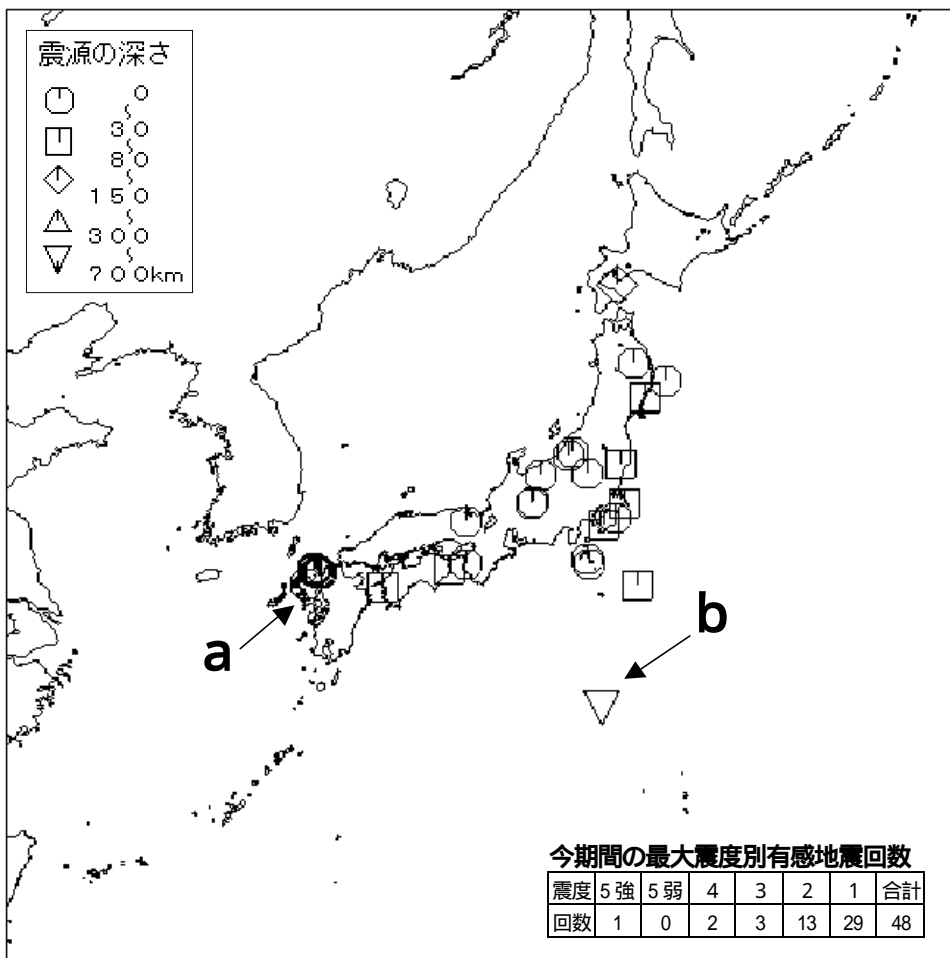 震源の深さ
0
~
30
~
80
~
150
~
300
~
700km
a
b
今期間の最大震度別有感地震回数
震度 5強 5弱 4 3 2 1 合計
回数 1 0 2 3 13 29 48